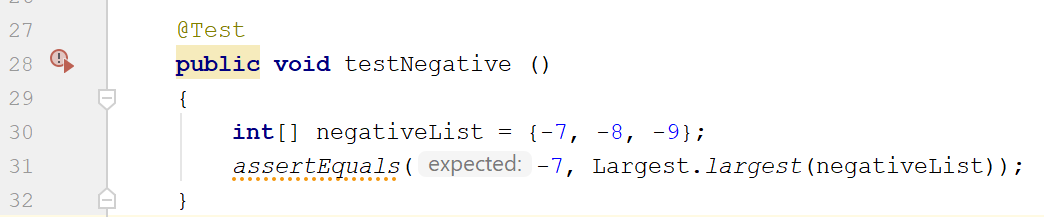 27 @Test
28 public void testNegative ()
29 {
30 int[] negativeList = {-7, -8, -9};
31 assertEquals( expected: -7, Largest.largest(negativeList));
32 }